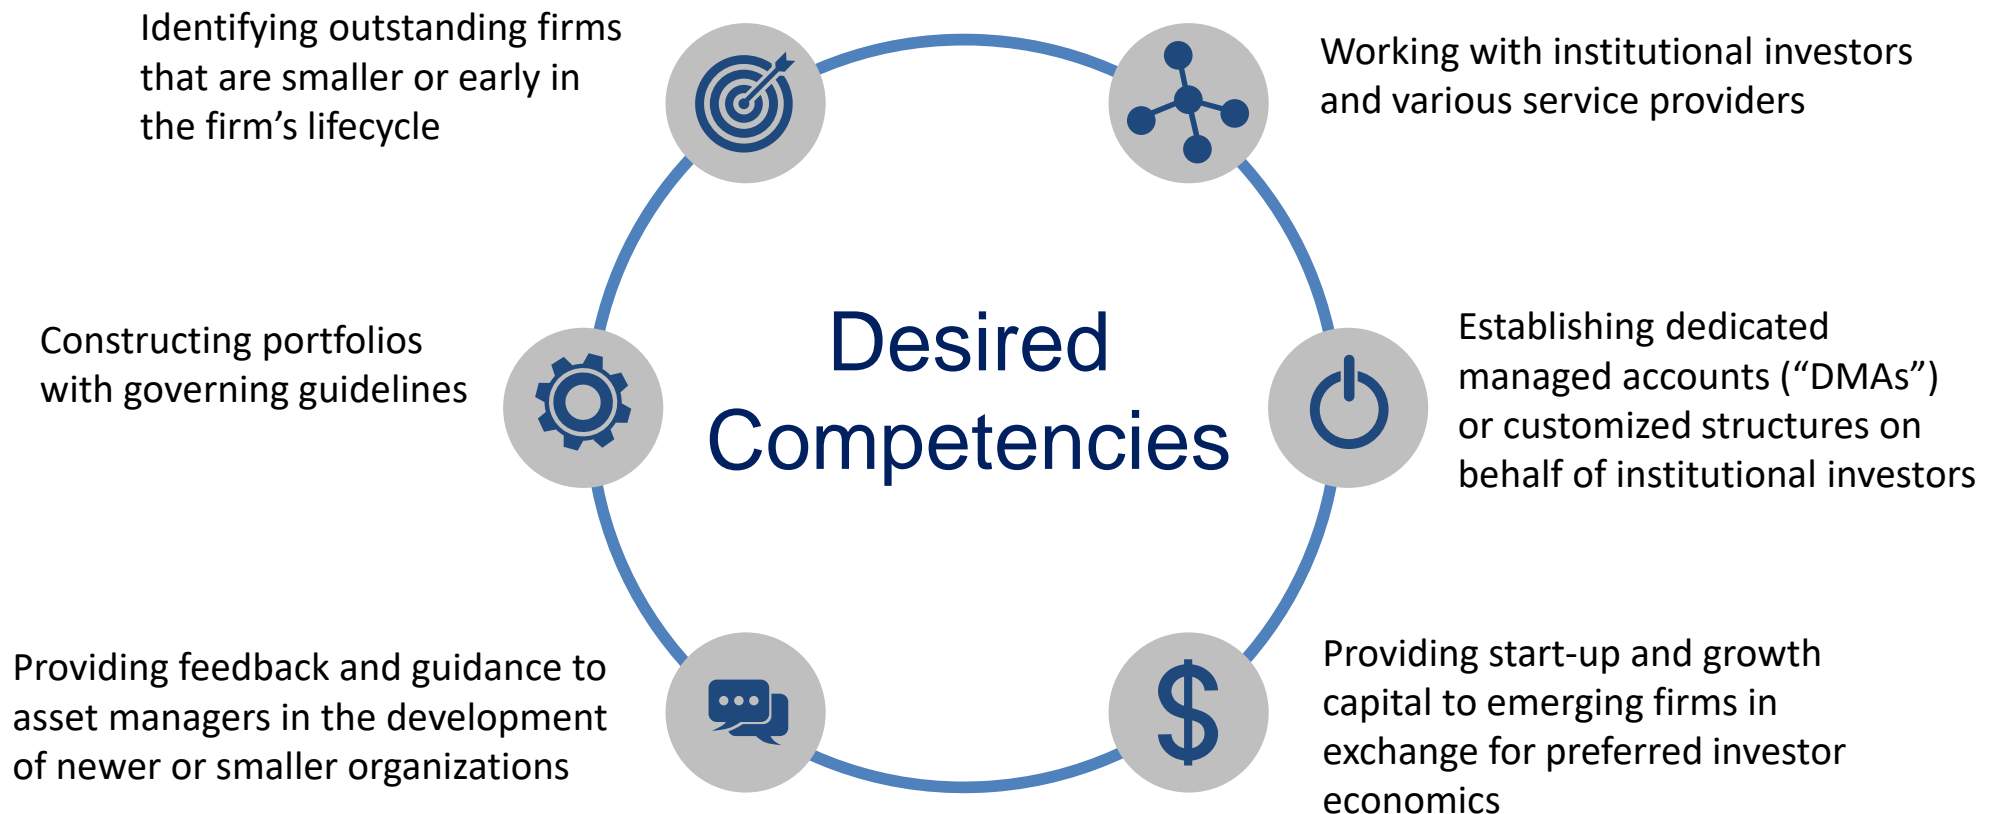 Identifying outstanding firms
that are smaller or early in
the firm’s lifecycle
Working with institutional investors
and various service providers
Constructing portfolios
with governing guidelines
Desired
Competencies
Establishing dedicated
managed accounts (“DMAs”)
or customized structures on
behalf of institutional investors
Providing feedback and guidance to
asset managers in the development
of newer or smaller organizations
Providing start-up and growth
capital to emerging firms in
exchange for preferred investor
economics